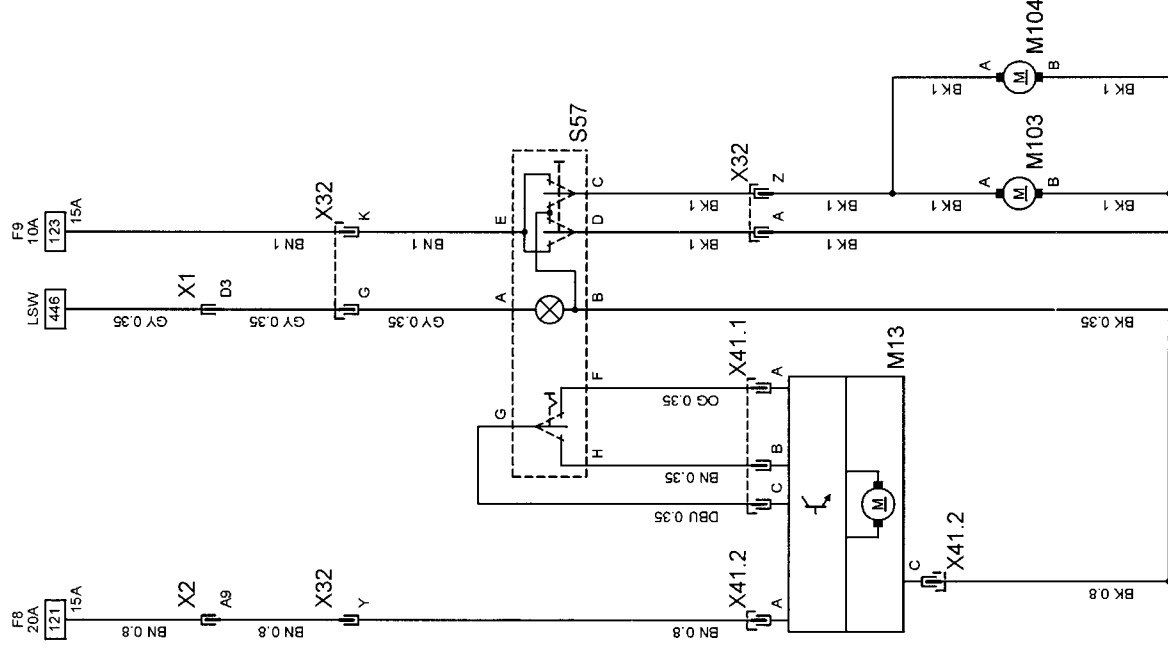 M104
A
M
B
BK 1
BK 1
F9
10A
123
15A
X32
BN 1
K
BN 1
E
S57
C
D
BK 1
BK 1
X32
Z
A
BK 1
BK 1
BK 1
M103
A
M
B
BK 1
LSW
446
X1
GY 0.35
D3
GY 0.35
G
GY 0.35
A
B
BK 0.35
G
F
H
OG 0.35
BN 0.35
DBU 0.35
X41.1
A
B
C
M13
M
C
X41.2
BK 0.8
F8
20A
121
15A
X2
BN 0.8
A9
BN 0.8
X32
Y
BN 0.8
X41.2
A